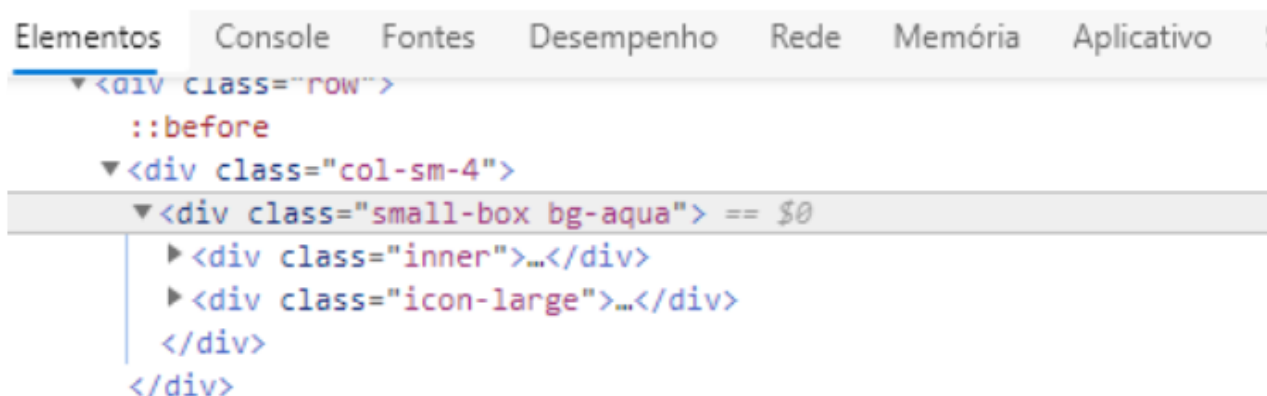 Elementos Console Fontes Desempenho Rede Memória Aplicativo
▼<div class="row">
::before
▼<div class="col-sm-4">
▼<div class="small-box bg-aqua"> == $0
▶<div class="inner">…</div>
▶<div class="icon-large">…</div>
</div>
</div>